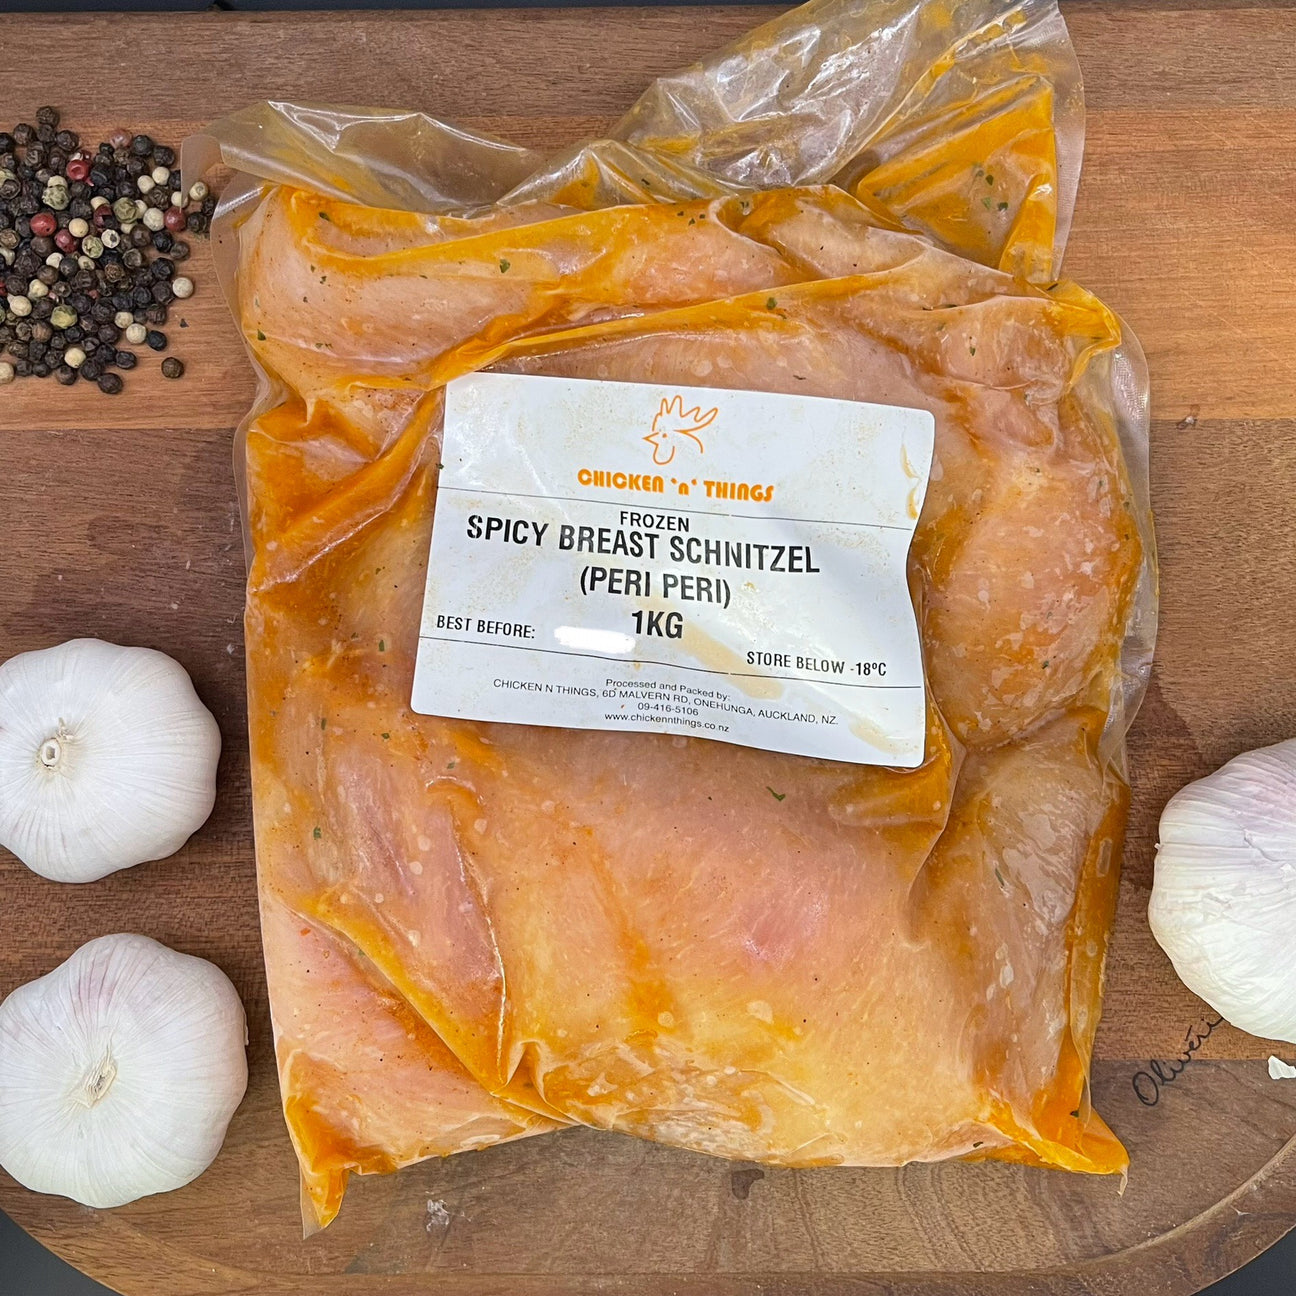 CHICKEN 'n' THINGS
FROZEN
SPICY BREAST SCHNITZEL
(PERI PERI)
1KG
BEST BEFORE:
STORE BELOW -18ºC
Processed and Packed by:
CHICKEN N THINGS, 6D MALVERN RD, ONEHUNGA, AUCKLAND, NZ.
09-416-5106
www.chickennthings.co.nz